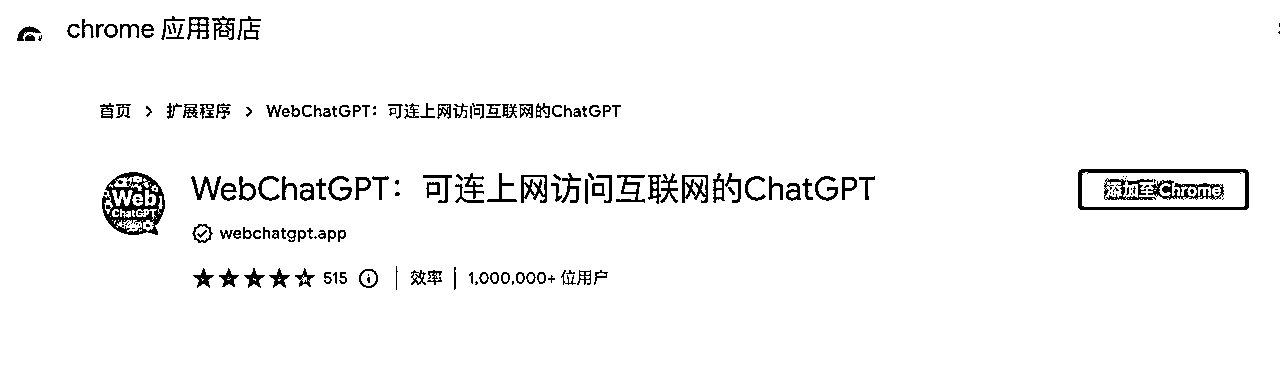 chrome 应用商店
首页 > 扩展程序 > WebChatGPT：可连上网访问互联网的ChatGPT
Web
ChatGPT
WebChatGPT：可连上网访问互联网的ChatGPT
添加至 Chrome
webchatgpt.app
515 | 效率 | 1,000,000+ 位用户